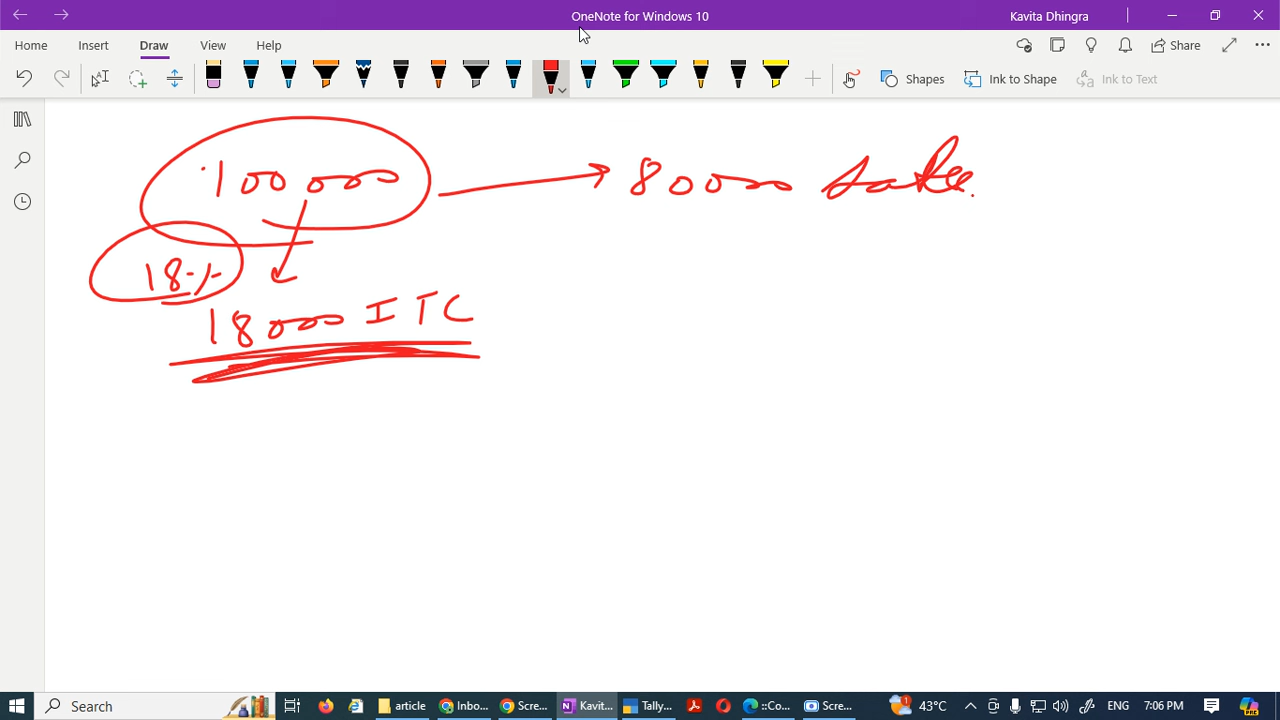 OneNote for Windows 10
Kavita Dhingra
Home Insert Draw View Help
Share
Shapes
Ink to Shape
Ink to Text
100000 → 80000 Sale
18%
18000 ITC
Search
article
Inbo...
Scre...
Kavit...
Tally...
::Co...
Scre...
43°C
ENG
7:06 PM